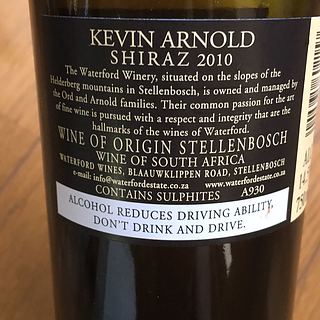 KEVIN ARNOLD
SHIRAZ 2010
The Waterford Winery, situated on the slopes of the
Helderberg mountains in Stellenbosch, is owned and managed by
the Ord and Arnold families. Their common passion for the art
of fine wine is pursued with a respect and integrity that are the
hallmarks of the wines of Waterford.
WINE OF ORIGIN STELLENBOSCH
WINE OF SOUTH AFRICA
WATERFORD WINES, BLAAUWKLIPPEN ROAD, STELLENBOSCH
e-mail: info@waterfordestate.co.za www.waterfordestate.co.za
CONTAINS SULPHITES A930
ALCOHOL REDUCES DRIVING ABILITY,
DON'T DRINK AND DRIVE.